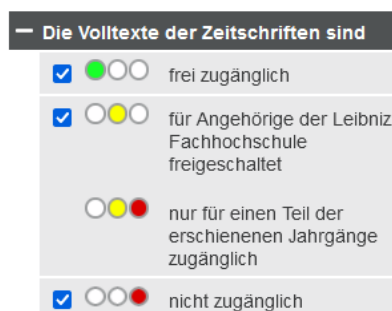 Die Volltexte der Zeitschriften sind
frei zugänglich
für Angehörige der Leibniz
Fachhochschule
freigeschaltet
nur für einen Teil der
erschienenen Jahrgänge
zugänglich
nicht zugänglich